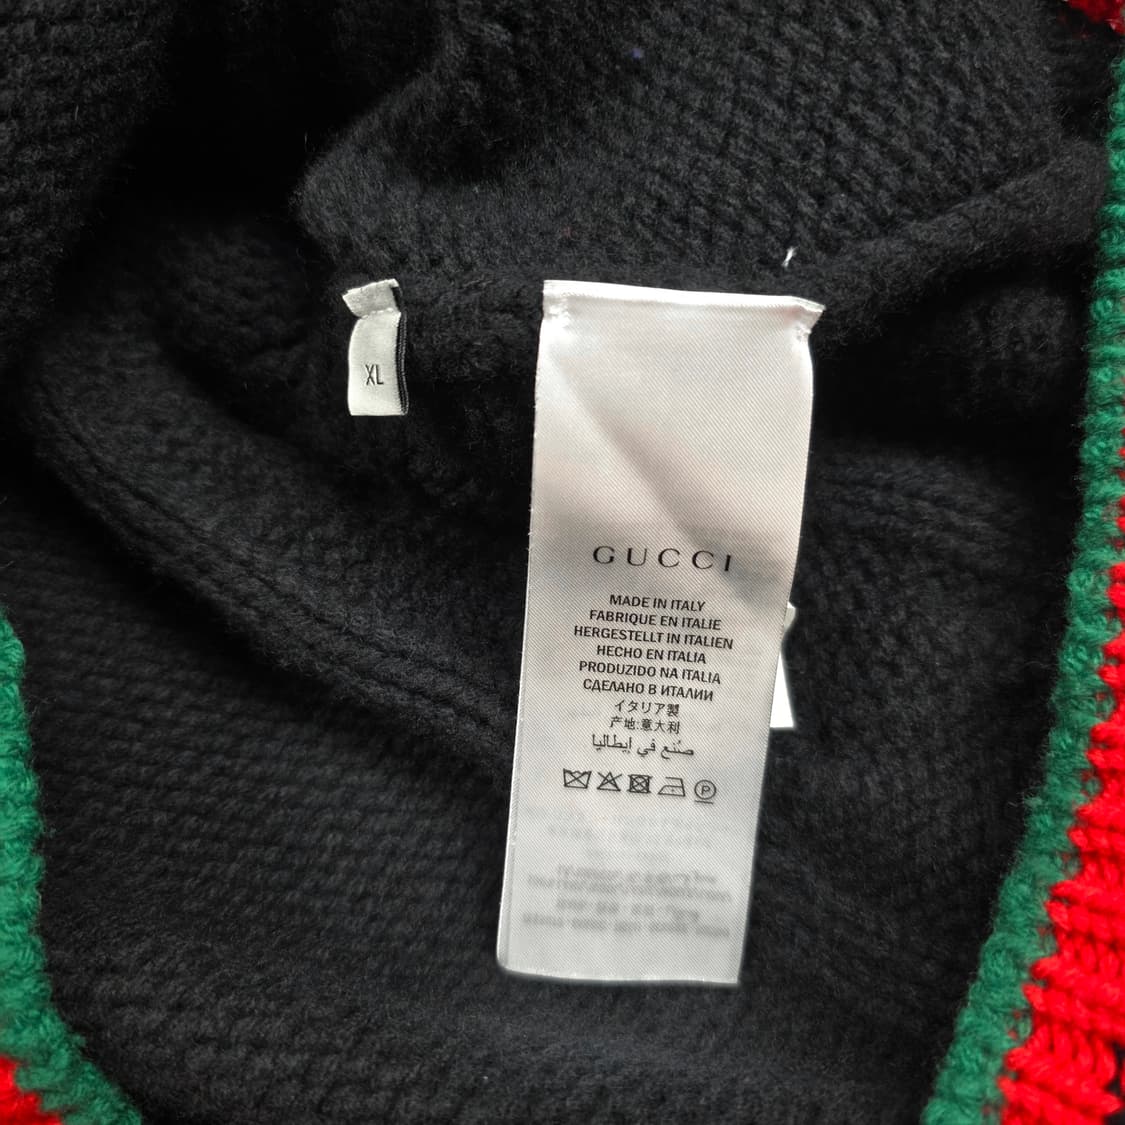 XL
GUCCI
MADE IN ITALY
FABRIQUE EN ITALIE
HERGESTELLT IN ITALIEN
HECHO EN ITALIA
PRODUZIDO NA ITALIA
СДЕЛАНО В ИТАЛИИ
イタリア製
产地:意大利
صُنع في إيطاليا
P